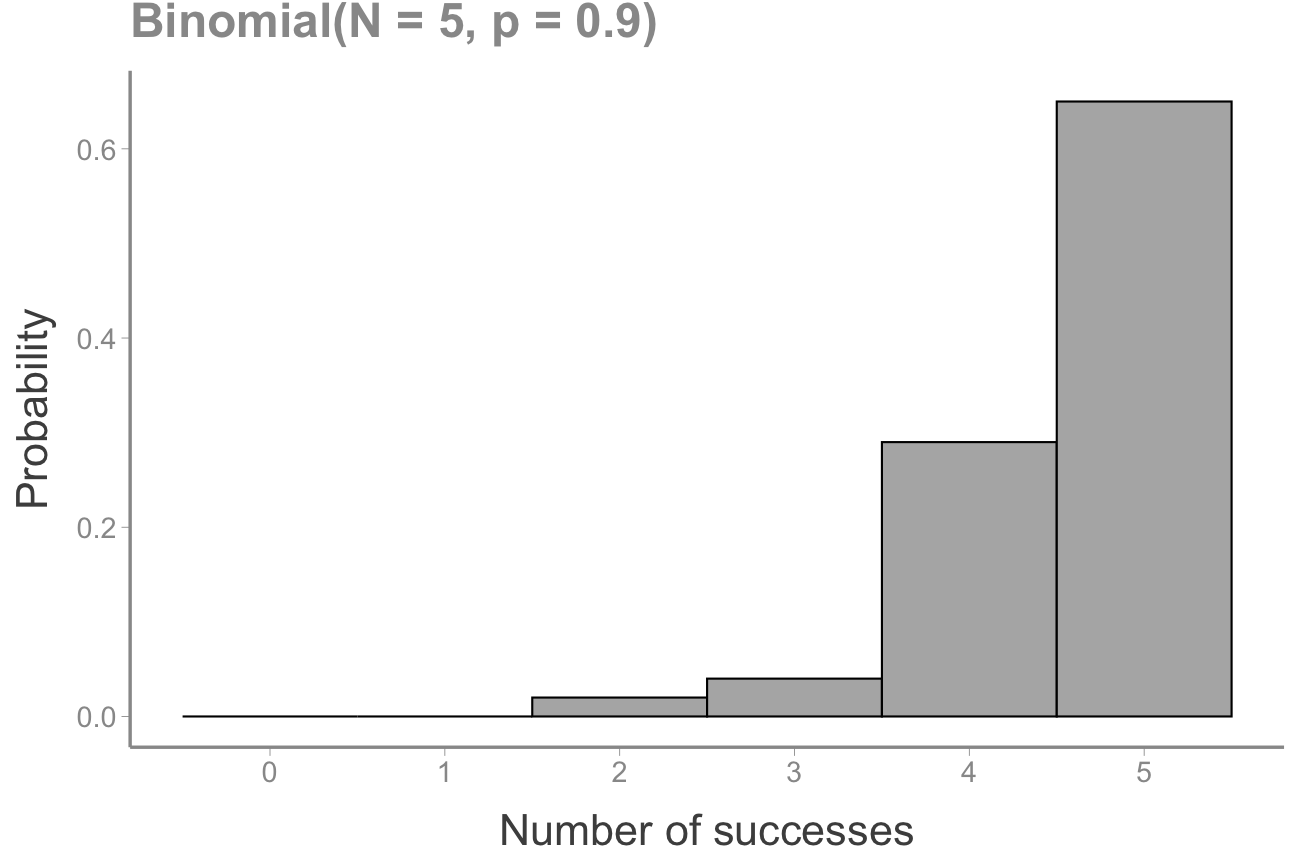 Binomial(N = 5, p = 0.9)
0.6
0.4
0.2
0.0
Probability
0 1 2 3 4 5
Number of successes